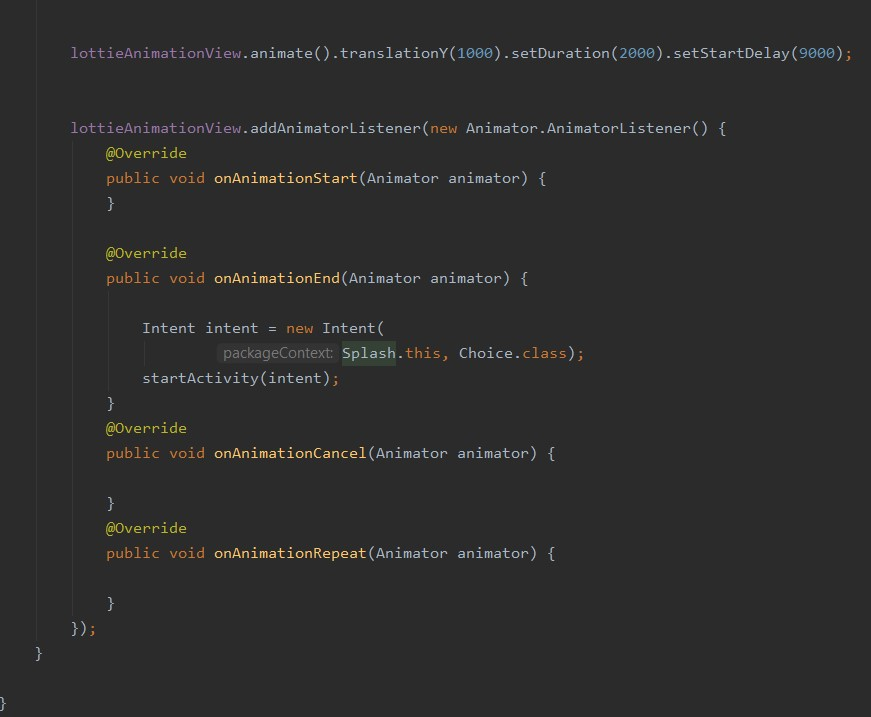 lottieAnimationView.animate().translationY(1000).setDuration(2000).setStartDelay(9000);
lottieAnimationView.addAnimatorListener(new Animator.AnimatorListener() {
@Override
public void onAnimationStart(Animator animator) {
}
@Override
public void onAnimationEnd(Animator animator) {
Intent intent = new Intent(
packageContext: Splash.this, Choice.class);
startActivity(intent);
}
@Override
public void onAnimationCancel(Animator animator) {
}
@Override
public void onAnimationRepeat(Animator animator) {
}
});
}
}